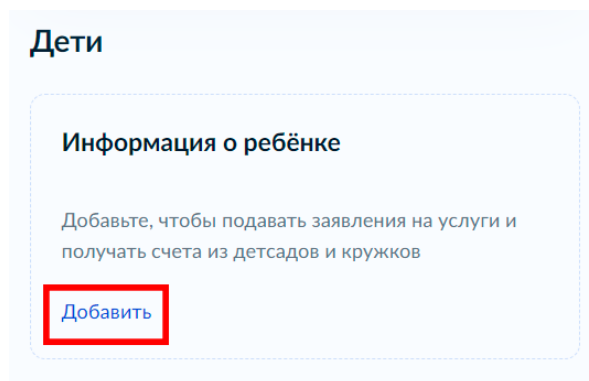 Дети
Информация о ребёнке
Добавьте, чтобы подавать заявления на услуги и
получать счета из детсадов и кружков
Добавить